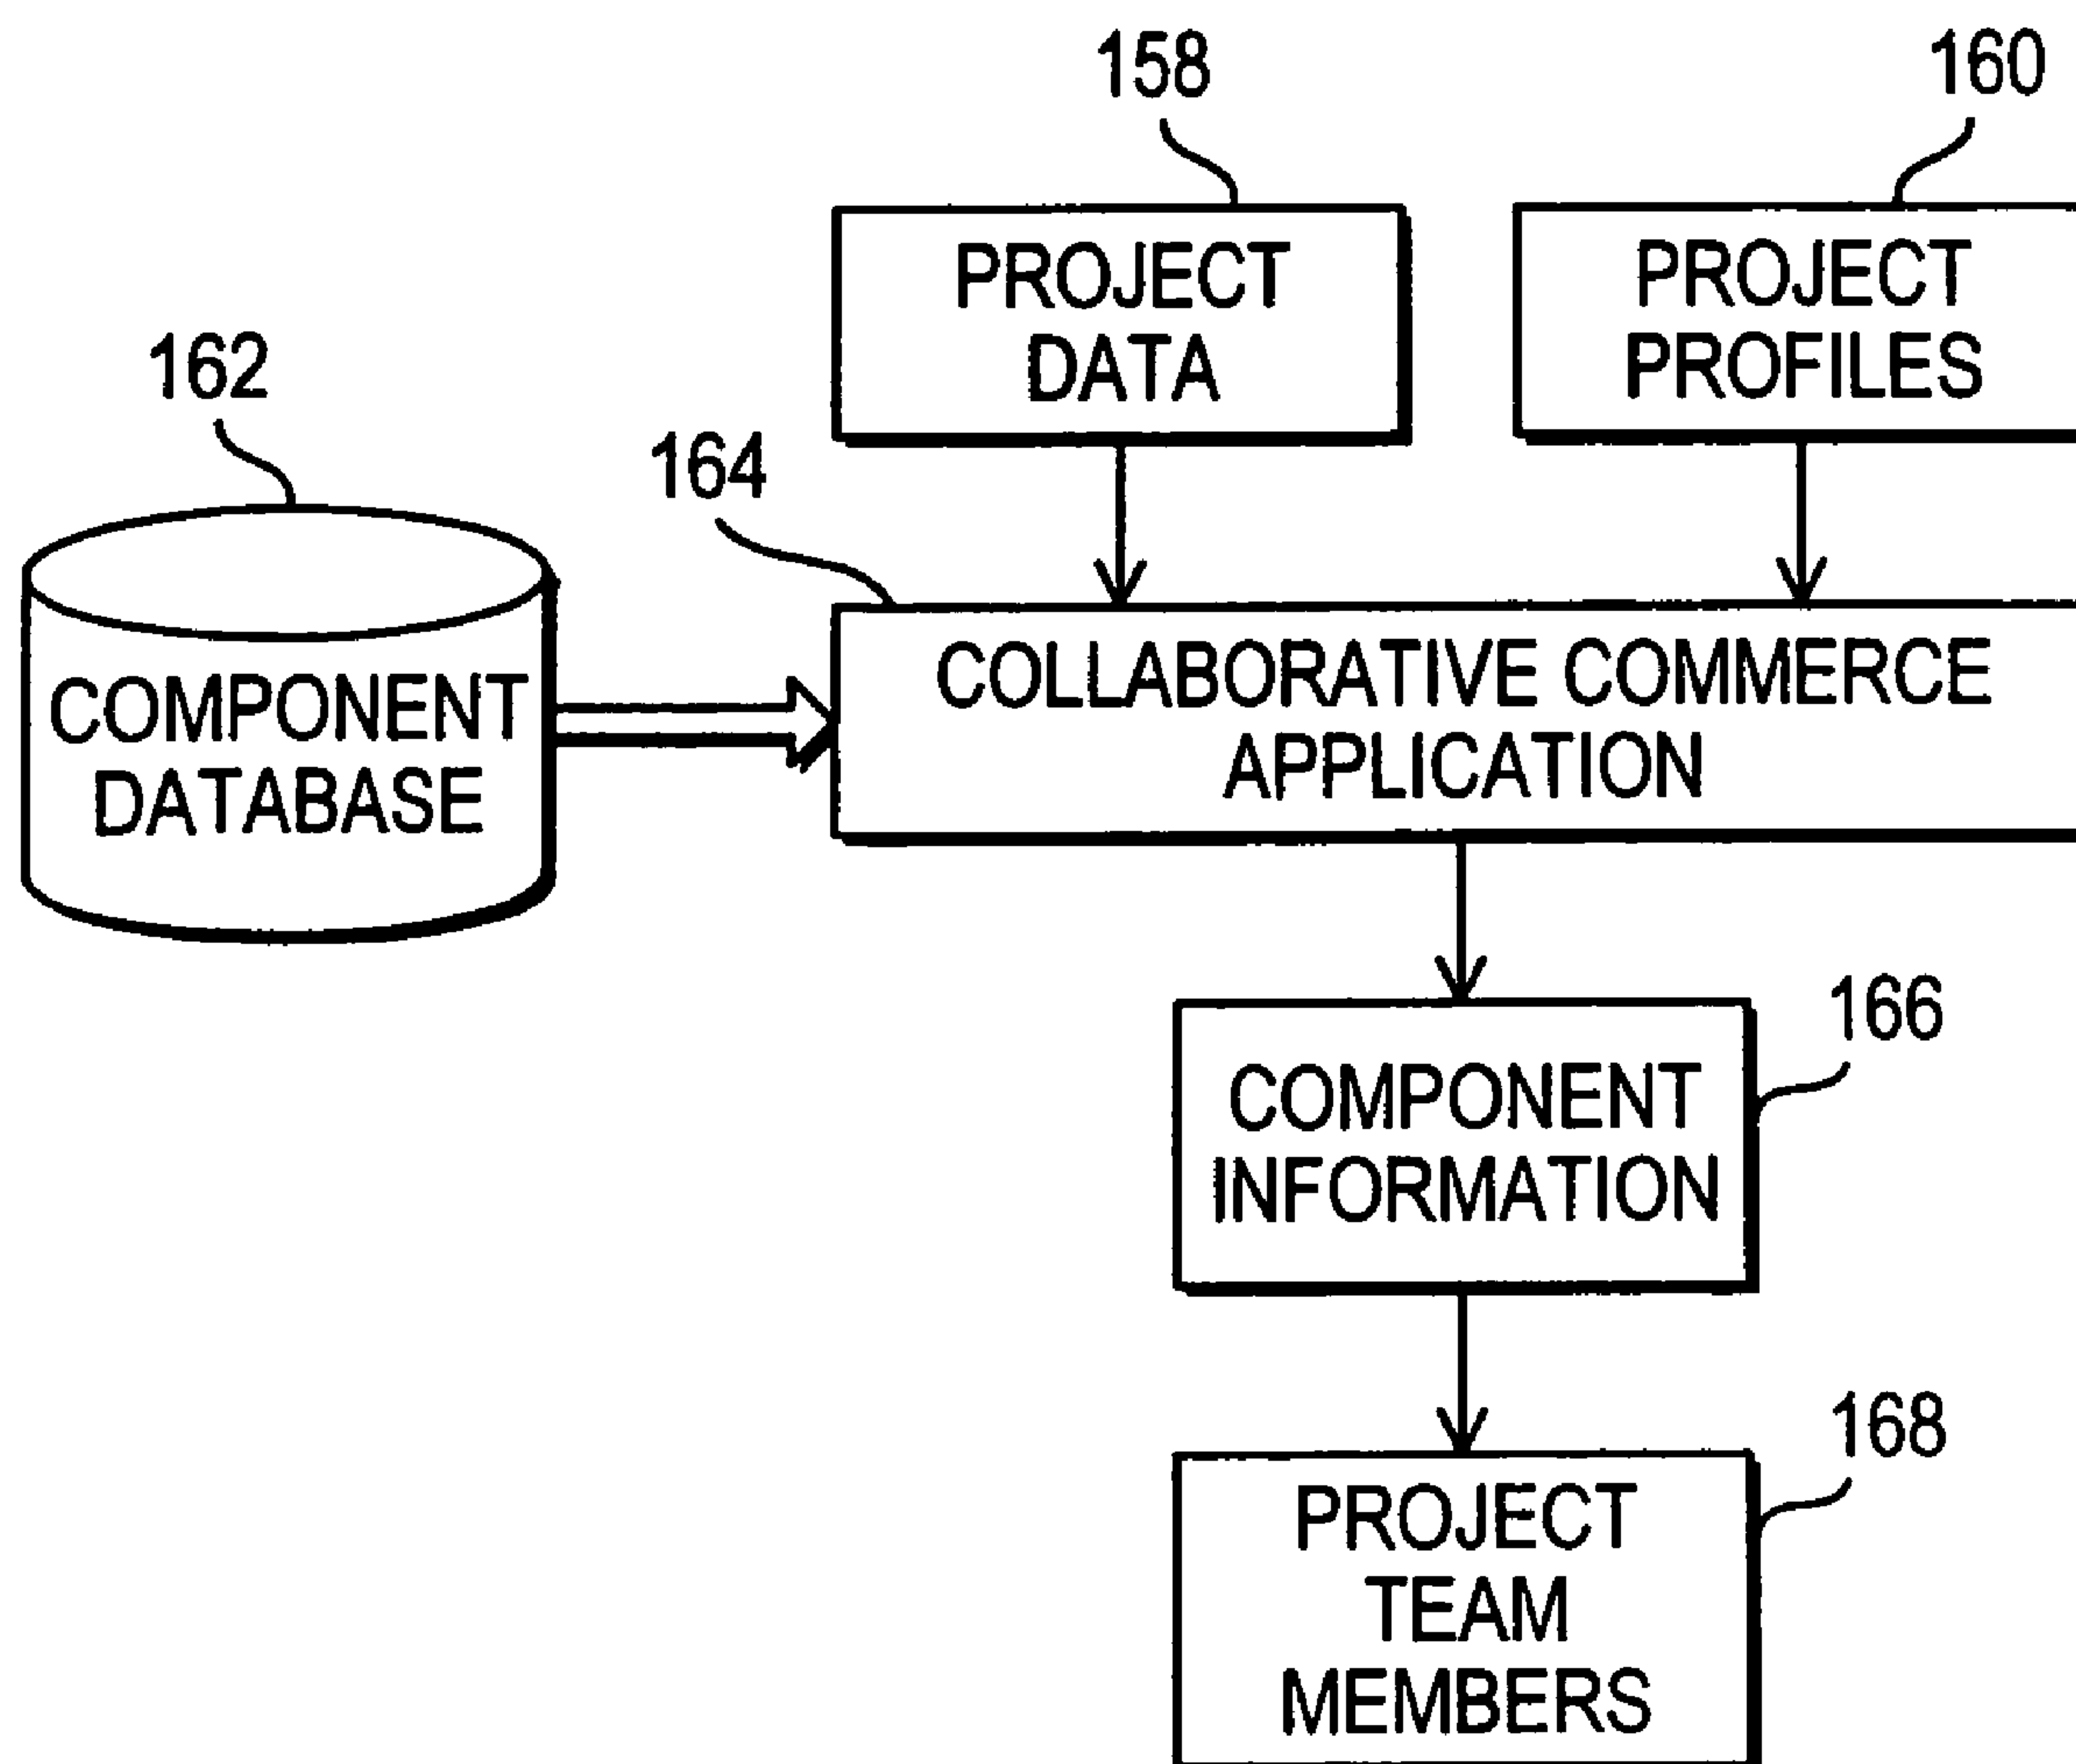 158
160
PROJECT
DATA
PROJECT
PROFILES
162
164
COMPONENT
DATABASE
COLLABORATIVE COMMERCE
APPLICATION
166
COMPONENT
INFORMATION
168
PROJECT
TEAM
MEMBERS